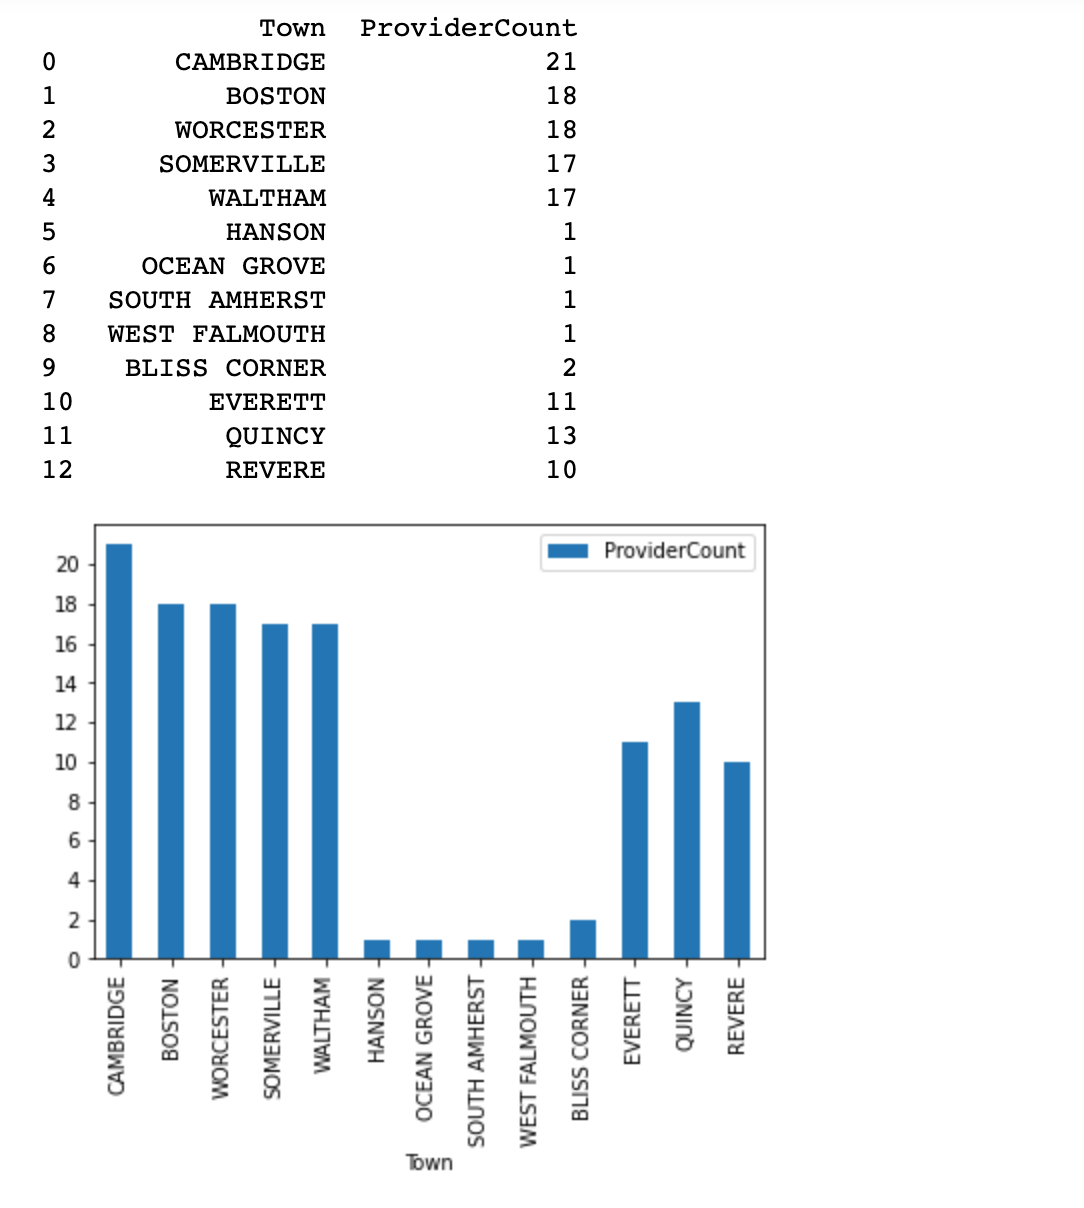 Town ProviderCount
0 CAMBRIDGE 21
1 BOSTON 18
2 WORCESTER 18
3 SOMERVILLE 17
4 WALTHAM 17
5 HANSON 1
6 OCEAN GROVE 1
7 SOUTH AMHERST 1
8 WEST FALMOUTH 1
9 BLISS CORNER 2
10 EVERETT 11
11 QUINCY 13
12 REVERE 10
ProviderCount
20
18
16
14
12
10
8
6
4
2
0
CAMBRIDGE
BOSTON
WORCESTER
SOMERVILLE
WALTHAM
HANSON
OCEAN GROVE
SOUTH AMHERST
WEST FALMOUTH
BLISS CORNER
EVERETT
QUINCY
REVERE
Town